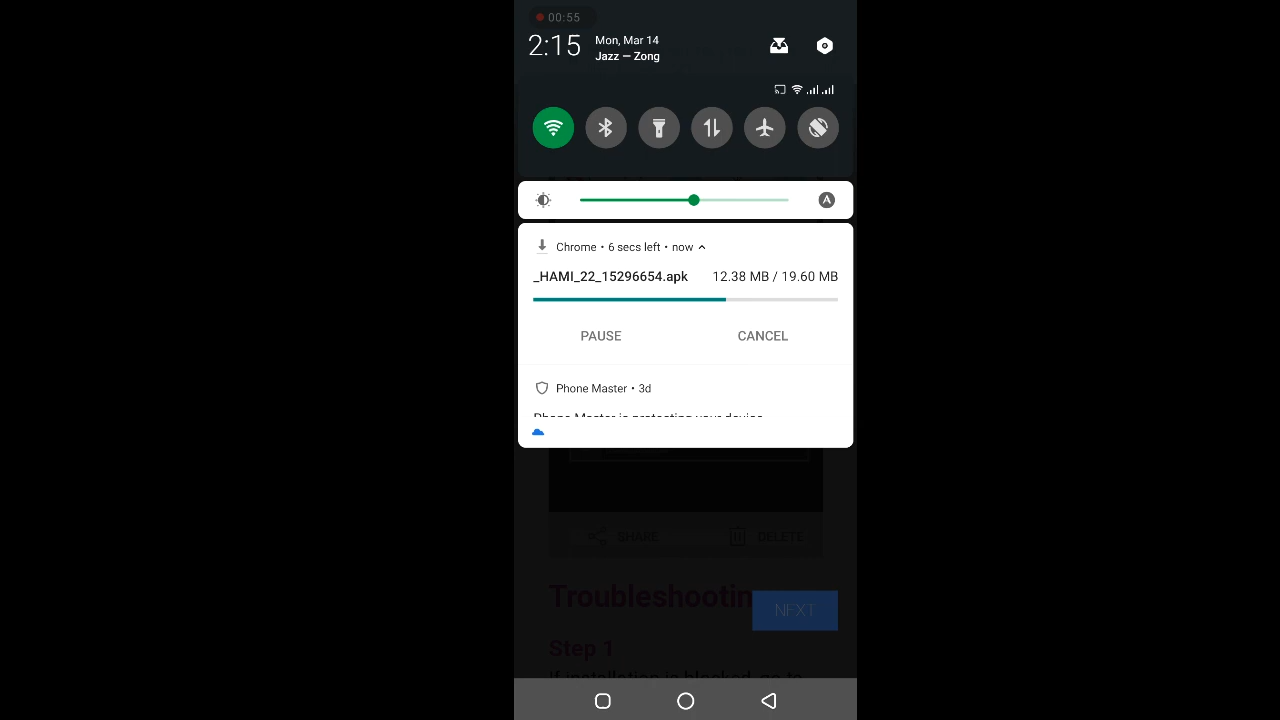 00:55
2:15
Mon, Mar 14
Jazz — Zong
Chrome • 6 secs left • now
_HAMI_22_15296654.apk 12.38 MB / 19.60 MB
PAUSE CANCEL
Phone Master • 3d
Phone Master is protecting your device
SHARE DELETE
Troubleshootin
NEXT
Step 1
If installation is blocked, go to